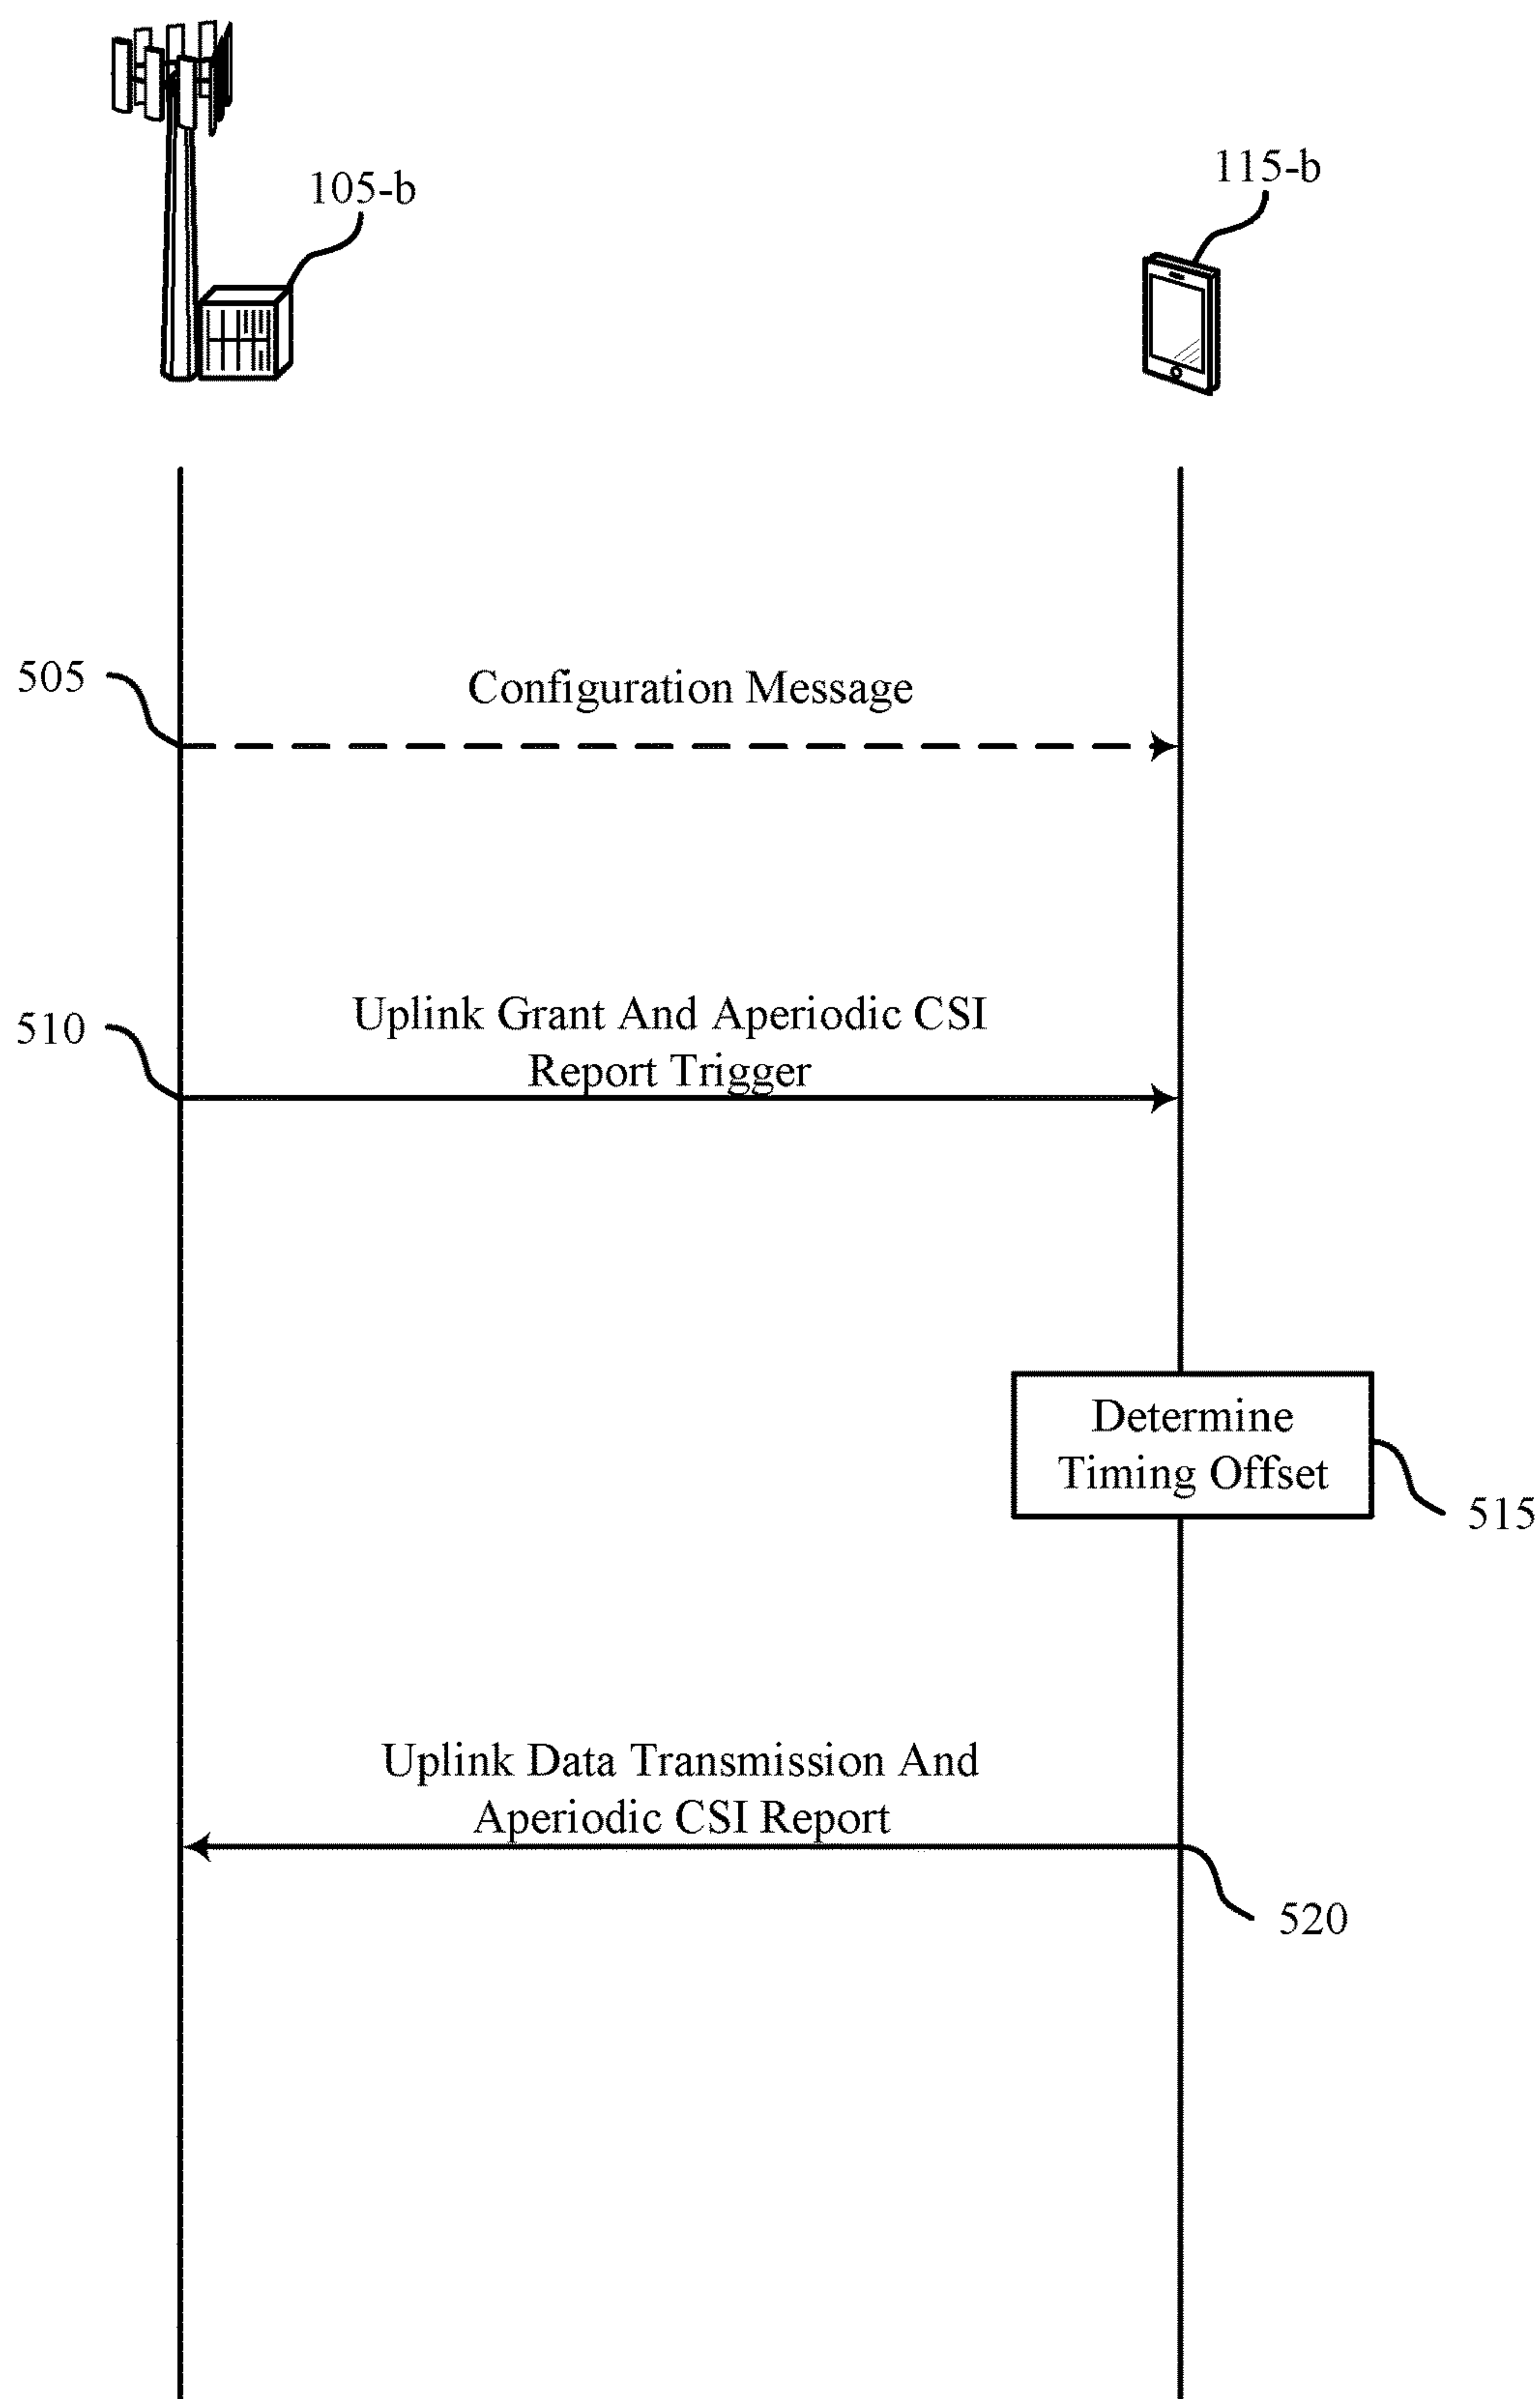 105-b
115-b
505
Configuration Message
510
Uplink Grant And Aperiodic CSI
Report Trigger
Determine
Timing Offset
515
Uplink Data Transmission And
Aperiodic CSI Report
520